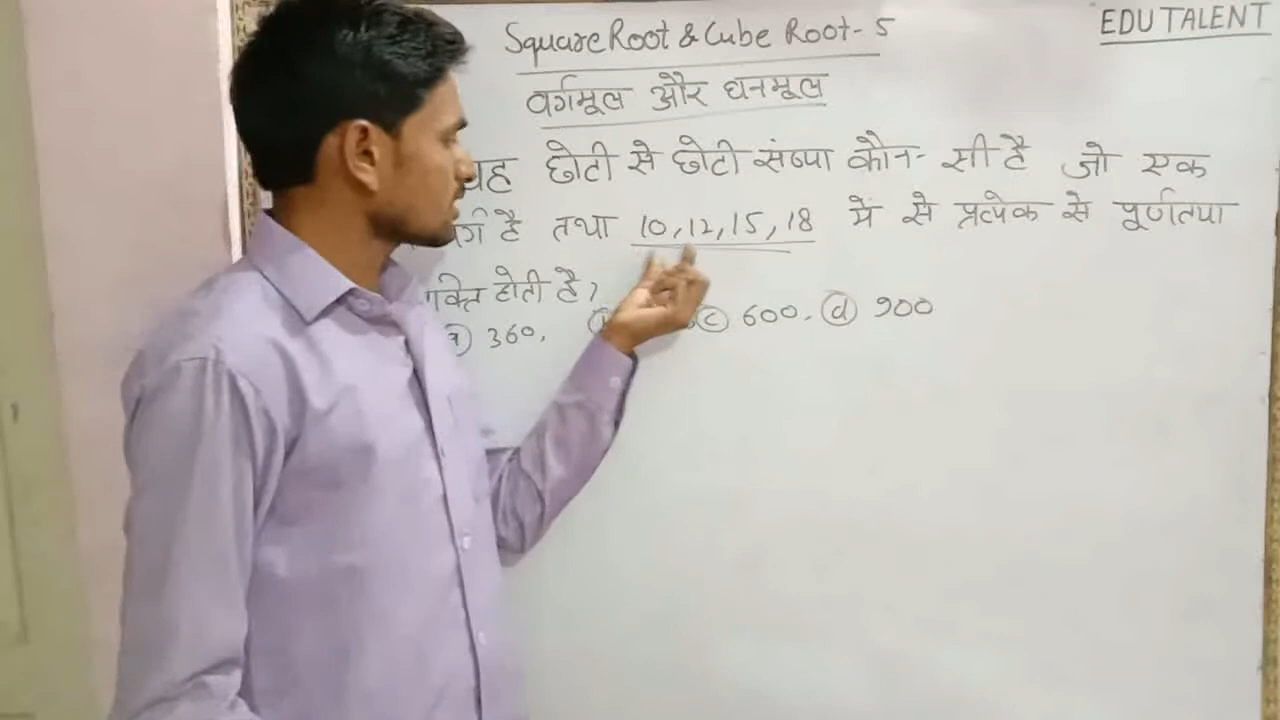 Square Root & Cube Root - 5
EDU TALENT
वर्गमूल और घनमूल
वह छोटी से छोटी संख्या कौन-सी है जो एक
वर्ग है तथा 10, 12, 15, 18 में से प्रत्येक से पूर्णतया
होती है?
360, (c) 600. (d) 900